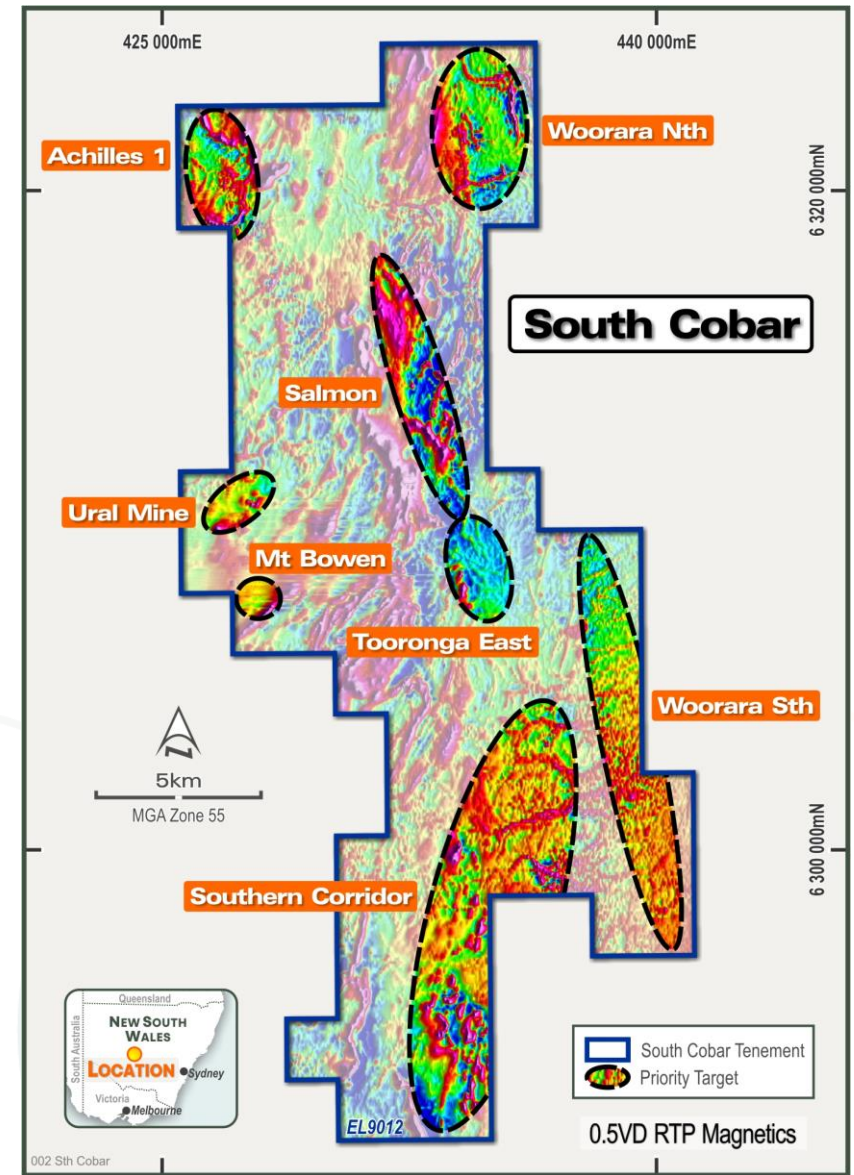 425 000mE
440 000mE
Woorara Nth
Achilles 1
6 320 000mN
South Cobar
Salmon
Ural Mine
Mt Bowen
Tooronga East
Woorara Sth
N
5km
MGA Zone 55
6 300 000mN
Southern Corridor
Queensland
South Australia
NEW SOUTH
WALES
LOCATION
Sydney
Victoria
Melbourne
EL9012
South Cobar Tenement
Priority Target
0.5VD RTP Magnetics
002 Sth Cobar